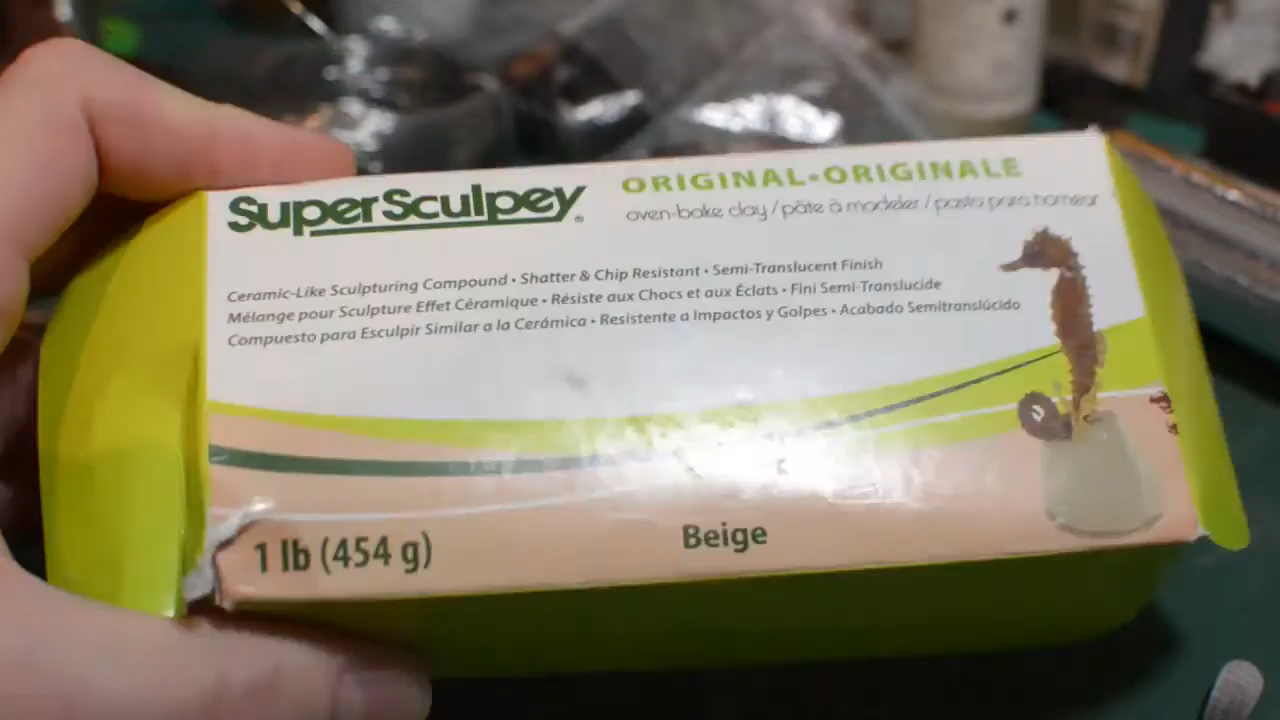 SuperSculpey®
ORIGINAL•ORIGINALE
oven-bake clay / pâte à modeler / pasta para hornear
Ceramic-Like Sculpturing Compound • Shatter & Chip Resistant • Semi-Translucent Finish
Mélange pour Sculpture Effet Céramique • Résiste aux Chocs et aux Éclats • Fini Semi-Translucide
Compuesto para Esculpir Similar a la Cerámica • Resistente a Impactos y Golpes • Acabado Semitranslúcido
1 lb (454 g)
Beige